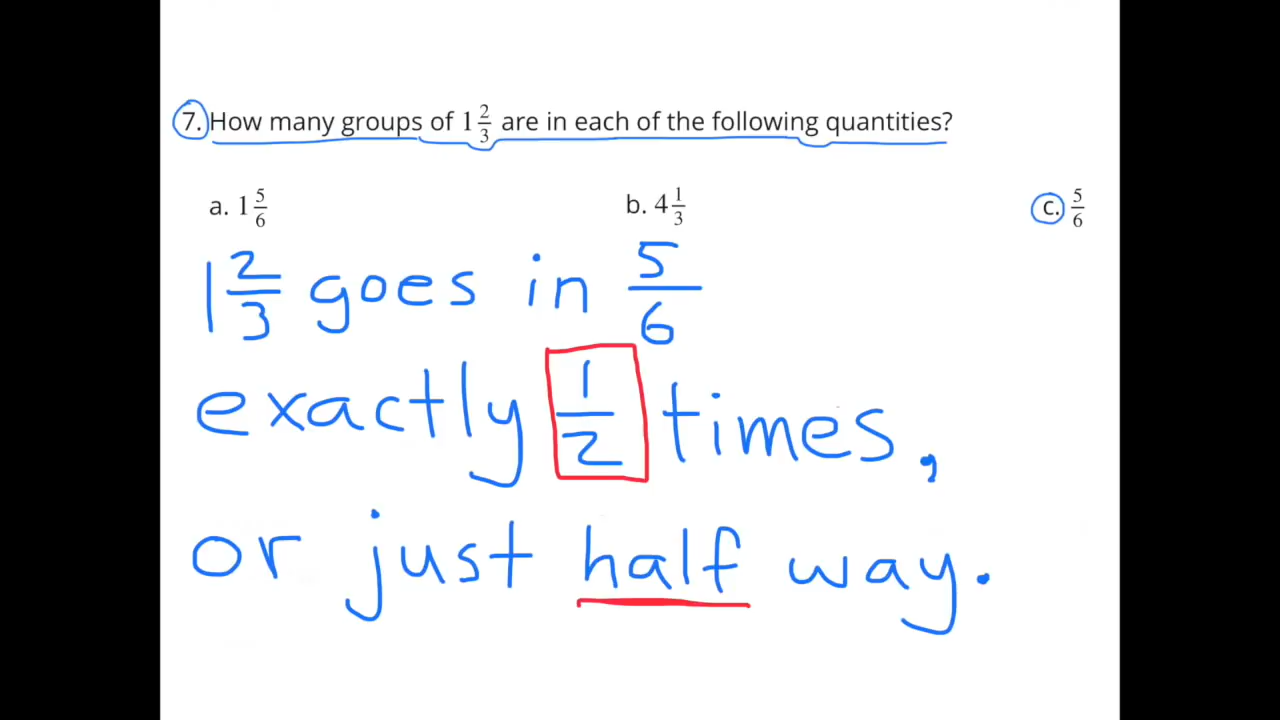 7. How many groups of 1 2/3 are in each of the following quantities?
a. 1 5/6 b. 4 1/3 c. 5/6
1 2/3 goes in 5/6
exactly 1/2 times,
or just half way.